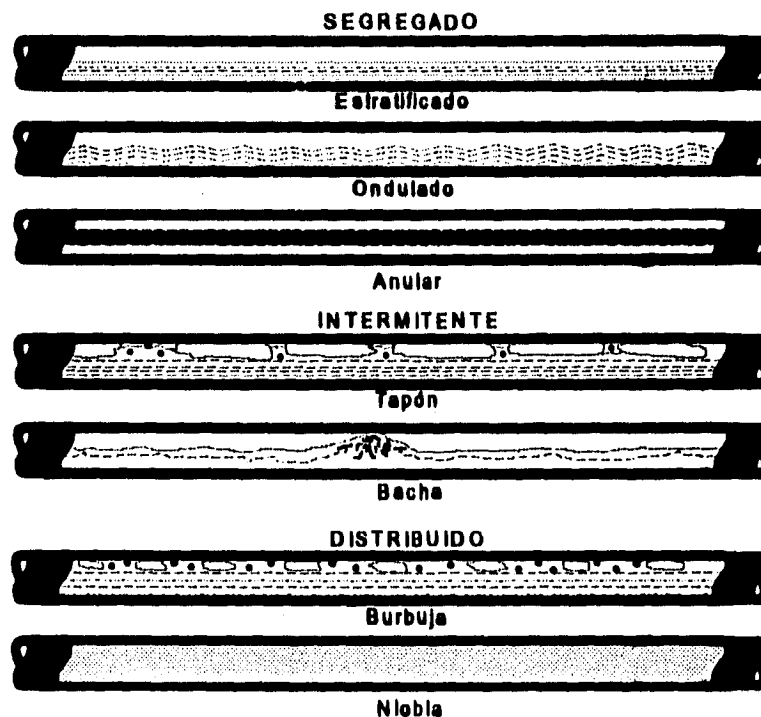 SEGREGADO
Estratificado
Ondulado
Anular
INTERMITENTE
Tapón
Bacha
DISTRIBUIDO
Burbuja
Niebla